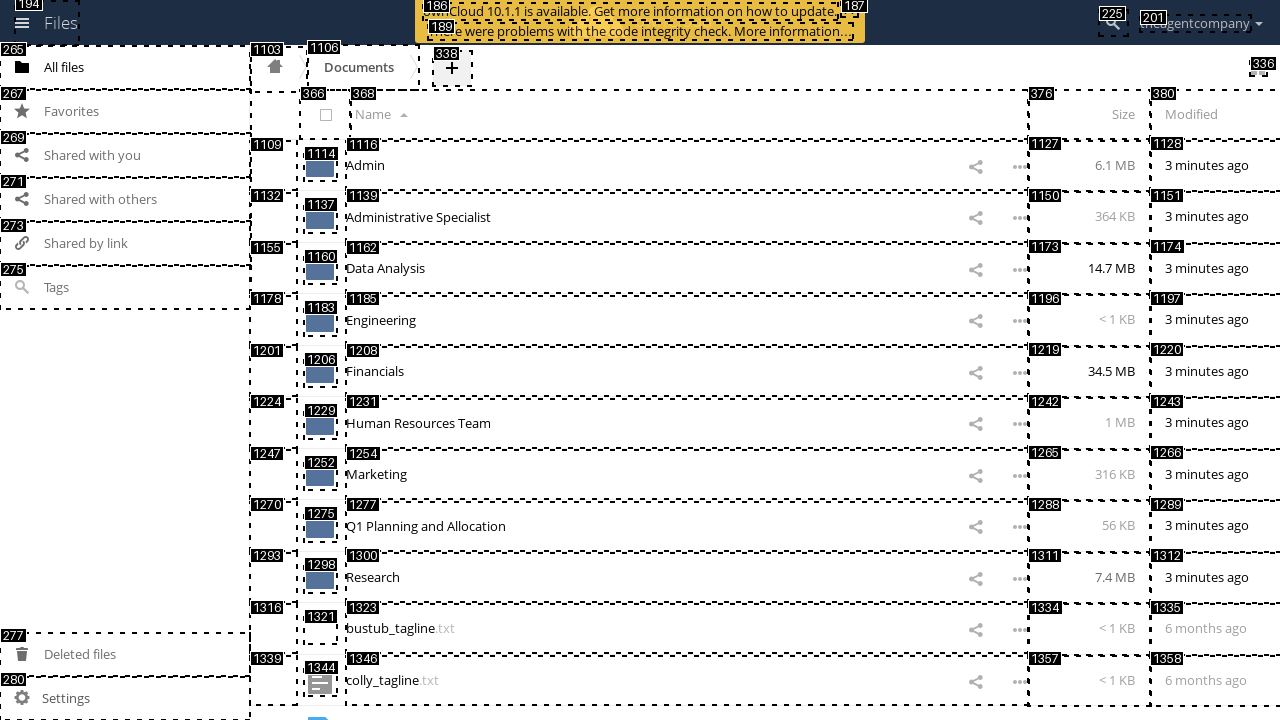 194
Files
186
187
Cloud 10.1.1 is available. Get more information on how to update.
189
were problems with the code integrity check. More information…
225
201
theagentcompany
265
All files
267
Favorites
269
Shared with you
271
Shared with others
273
Shared by link
275
Tags
277
Deleted files
280
Settings
1103
1106
Documents
338
+
336
366
368
Name
376
Size
380
Modified
1109
1114
1116
Admin
1127
6.1 MB
1128
3 minutes ago
1132
1137
1139
Administrative Specialist
1150
364 KB
1151
3 minutes ago
1155
1160
1162
Data Analysis
1173
14.7 MB
1174
3 minutes ago
1178
1183
1185
Engineering
1196
< 1 KB
1197
3 minutes ago
1201
1206
1208
Financials
1219
34.5 MB
1220
3 minutes ago
1224
1229
1231
Human Resources Team
1242
1 MB
1243
3 minutes ago
1247
1252
1254
Marketing
1265
316 KB
1266
3 minutes ago
1270
1275
1277
Q1 Planning and Allocation
1288
56 KB
1289
3 minutes ago
1293
1298
1300
Research
1311
7.4 MB
1312
3 minutes ago
1316
1321
1323
bustub_tagline.txt
1334
< 1 KB
1335
6 months ago
1339
1344
1346
colly_tagline.txt
1357
< 1 KB
1358
6 months ago